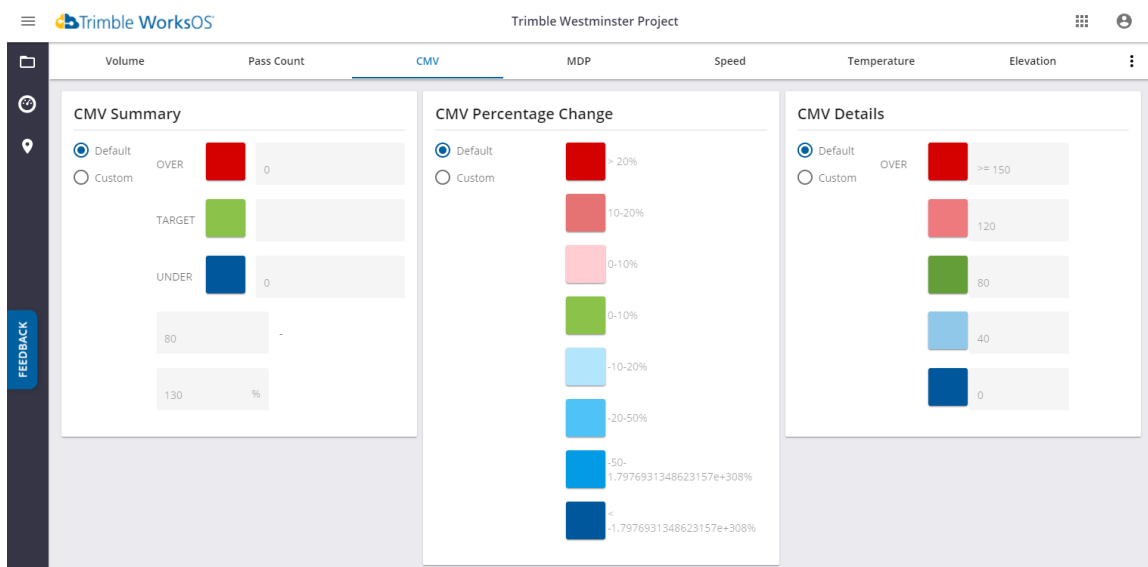 Trimble WorksOS
Trimble Westminster Project
Volume
Pass Count
CMV
MDP
Speed
Temperature
Elevation
FEEDBACK
CMV Summary
Default
Custom
OVER
0
TARGET
UNDER
0
80
-
130
%
CMV Percentage Change
Default
Custom
> 20%
10-20%
0-10%
0-10%
-10-20%
-20-50%
-50-
1.7976931348623157e+308%
<
-1.7976931348623157e+308%
CMV Details
Default
Custom
OVER
>= 150
120
80
40
0